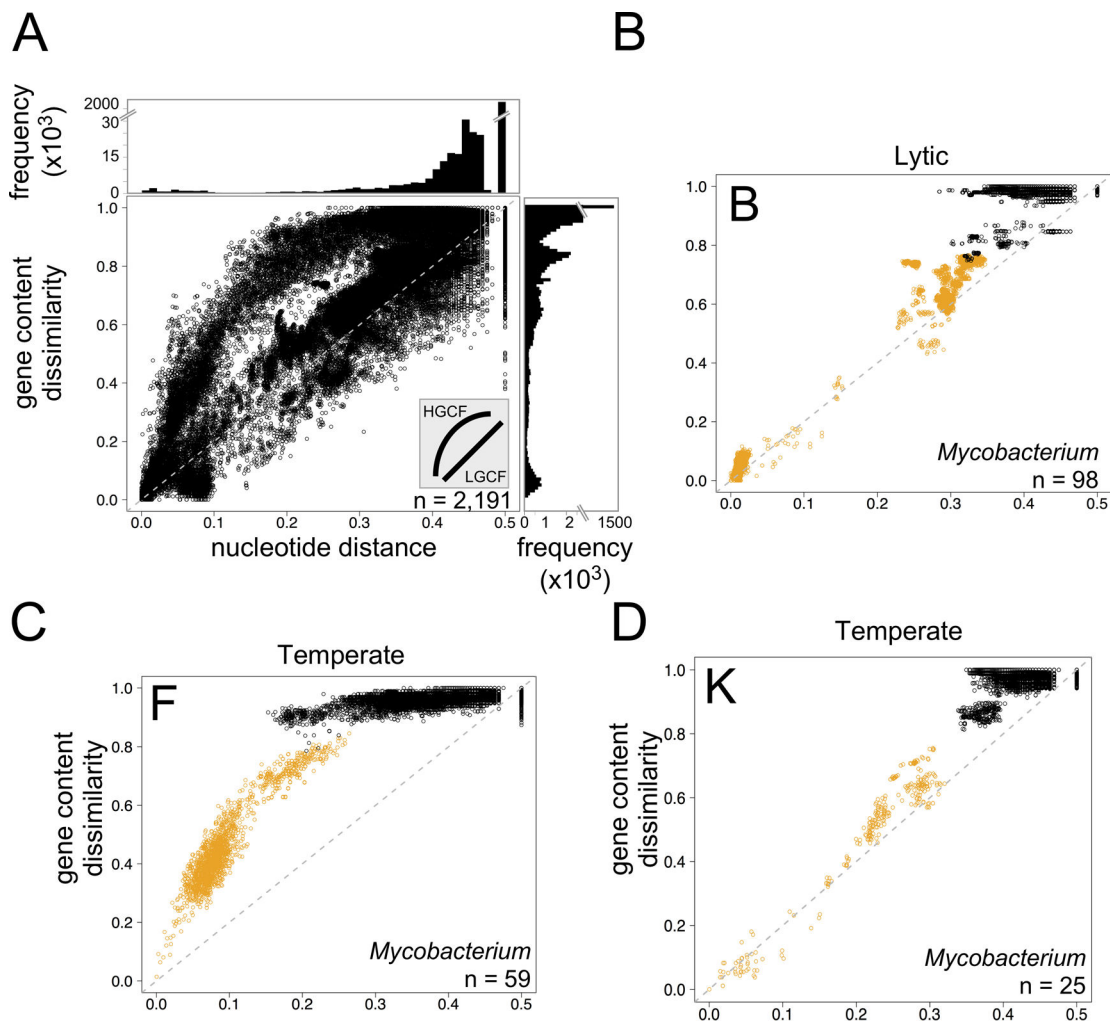 A
frequency
(x10³)
2000
30
15
0
gene content
dissimilarity
1.0
0.8
0.6
0.4
0.2
0.0
HGCF
LGCF
n = 2,191
0.0 0.1 0.2 0.3 0.4 0.5
nucleotide distance
0 1 2 1500
frequency
(x10³)
B
Lytic
B
1.0
0.8
0.6
0.4
0.2
0.0
Mycobacterium
n = 98
0.0 0.1 0.2 0.3 0.4 0.5
C
Temperate
F
gene content
dissimilarity
1.0
0.8
0.6
0.4
0.2
0.0
Mycobacterium
n = 59
0.0 0.1 0.2 0.3 0.4 0.5
D
Temperate
K
gene content
dissimilarity
1.0
0.8
0.6
0.4
0.2
0.0
Mycobacterium
n = 25
0.0 0.1 0.2 0.3 0.4 0.5